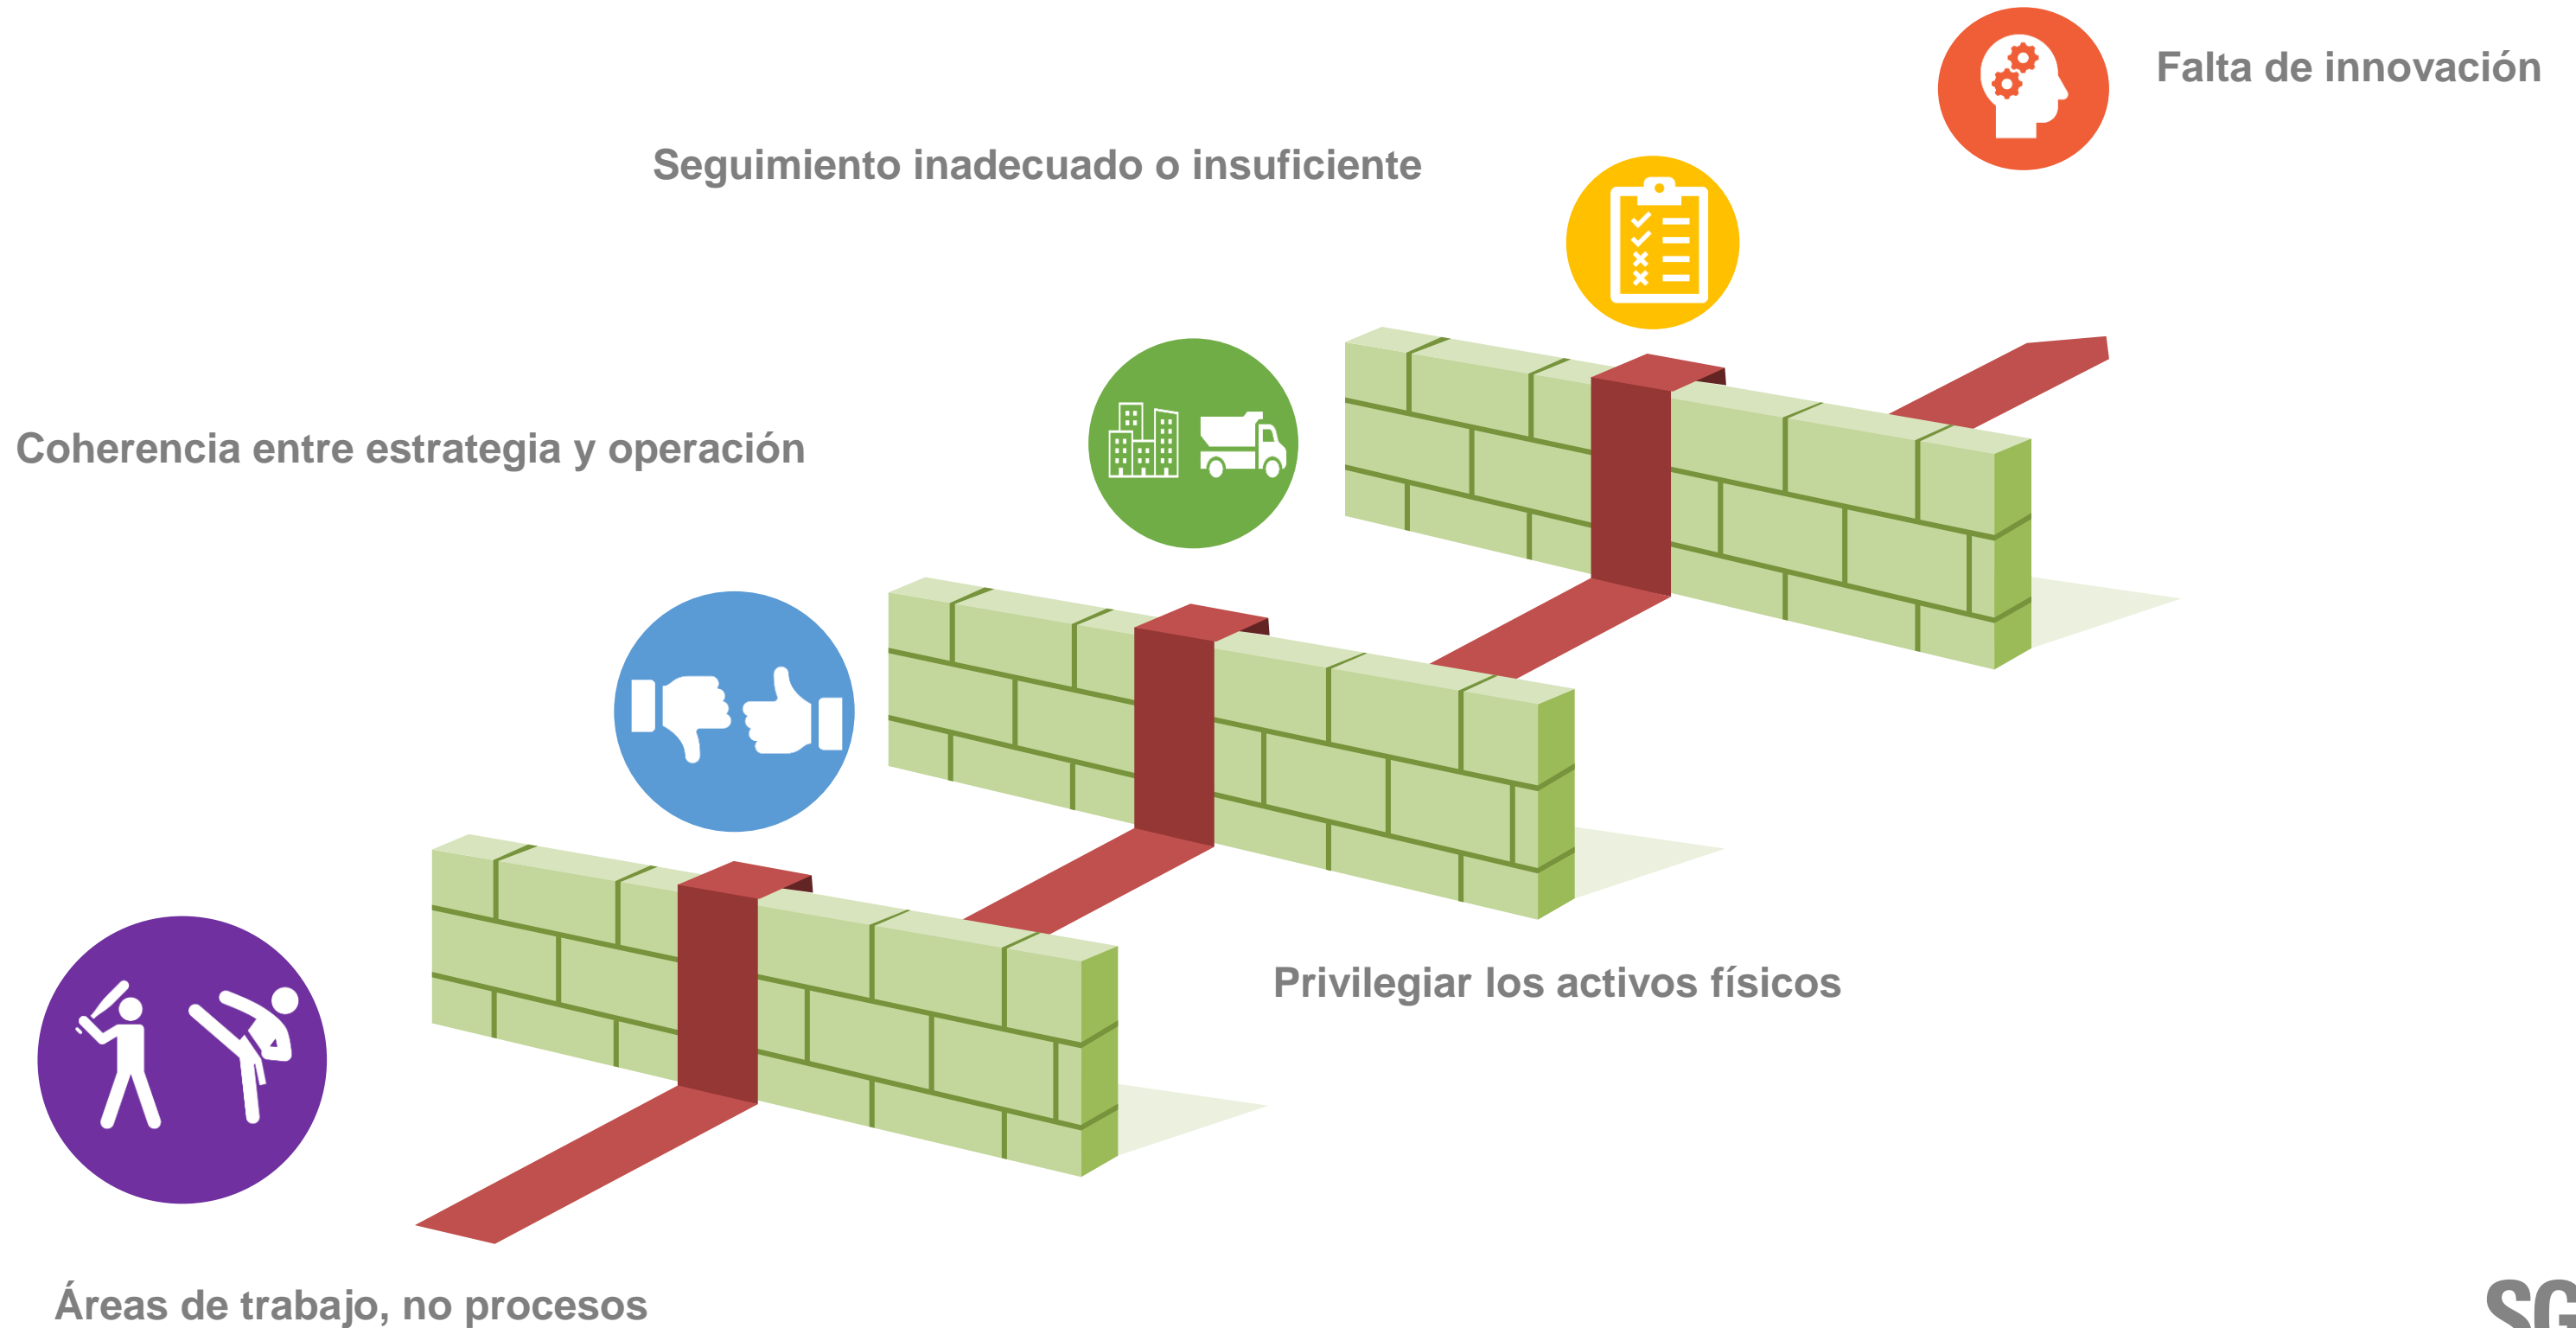 Falta de innovación
Seguimiento inadecuado o insuficiente
Coherencia entre estrategia y operación
Privilegiar los activos físicos
Áreas de trabajo, no procesos
SG